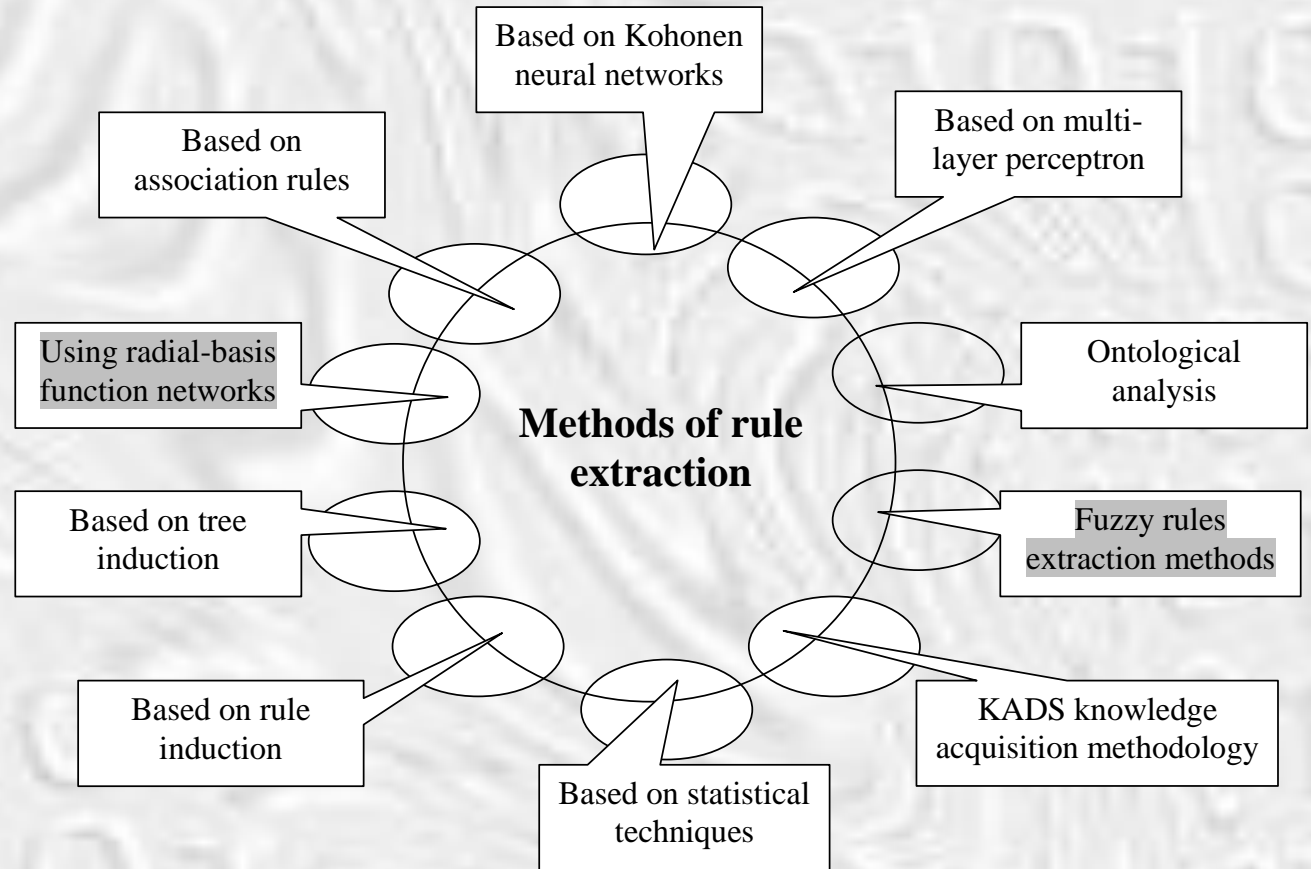 Based on Kohonen
neural networks
Based on multi-
layer perceptron
Based on
association rules
Using radial-basis
function networks
Ontological
analysis
Methods of rule
extraction
Based on tree
induction
Fuzzy rules
extraction methods
Based on rule
induction
KADS knowledge
acquisition methodology
Based on statistical
techniques